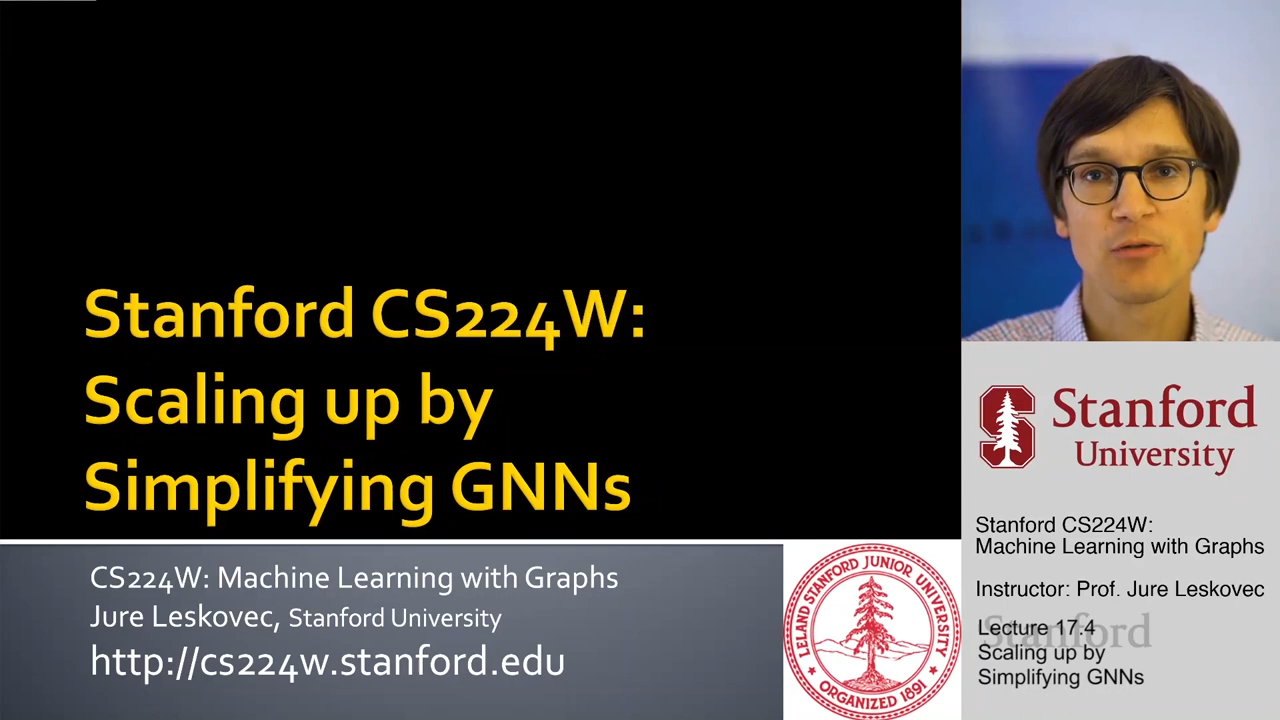 Stanford CS224W:
Scaling up by
Simplifying GNNs
CS224W: Machine Learning with Graphs
Jure Leskovec, Stanford University
http://cs224w.stanford.edu
LELAND STANFORD JUNIOR UNIVERSITY
ORGANIZED 1891
S
Stanford
University
Stanford CS224W:
Machine Learning with Graphs
Instructor: Prof. Jure Leskovec
Stanford
Lecture 17.4
Scaling up by
Simplifying GNNs